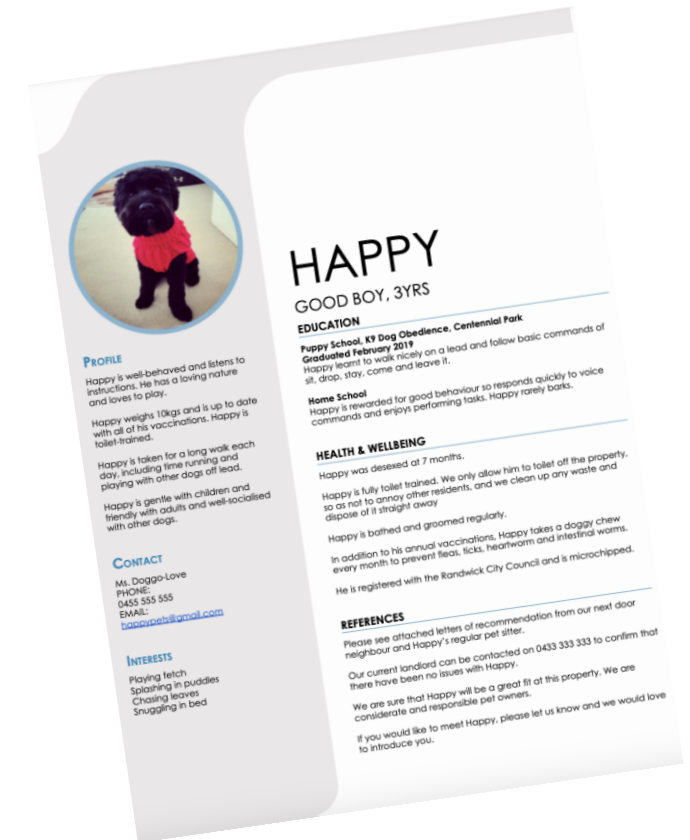 HAPPY
GOOD BOY, 3YRS
EDUCATION
Puppy School, K9 Dog Obedience, Centennial Park
Graduated February 2019
Happy learnt to walk nicely on a lead and follow basic commands of
sit, drop, stay, come and leave it.
Home School
Happy is rewarded for good behaviour so responds quickly to voice
commands and enjoys performing tasks. Happy rarely barks.
HEALTH & WELLBEING
Happy was desexed at 7 months.
Happy is fully toilet trained. We only allow him to toilet off the property,
so as not to annoy other residents, and we clean up any waste and
dispose of it straight away
Happy is bathed and groomed regularly.
In addition to his annual vaccinations, Happy takes a doggy chew
every month to prevent fleas, ticks, heartworm and intestinal worms.
He is registered with the Randwick City Council and is microchipped.
REFERENCES
Please see attached letters of recommendation from our next door
neighbour and Happy's regular pet sitter.
Our current landlord can be contacted on 0433 333 333 to confirm that
there have been no issues with Happy.
We are sure that Happy will be a great fit at this property. We are
considerate and responsible pet owners.
If you would like to meet Happy, please let us know and we would love
to introduce you.
PROFILE
Happy is well-behaved and listens to
instructions. He has a loving nature
and loves to play.
Happy weighs 10kgs and is up to date
with all of his vaccinations. Happy is
toilet-trained.
Happy is taken for a long walk each
day, including time running and
playing with other dogs off lead.
Happy is gentle with children and
friendly with adults and well-socialised
with other dogs.
CONTACT
Ms. Doggo-Love
PHONE:
0455 555 555
EMAIL:
happypets@gmail.com
INTERESTS
Playing fetch
Splashing in puddles
Chasing leaves
Snuggling in bed